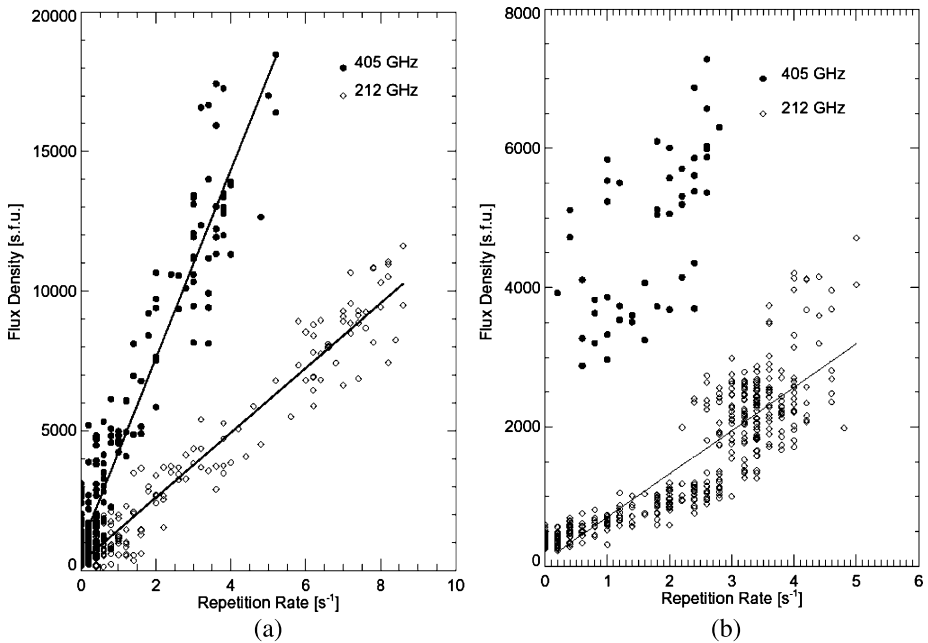 20000
15000
10000
5000
0
0
2
4
6
8
10
Flux Density [s.f.u.]
Repetition Rate [s⁻¹]
405 GHz
212 GHz
(a)
8000
6000
4000
2000
0
0
1
2
3
4
5
6
Flux Density [s.f.u.]
Repetition Rate [s⁻¹]
405 GHz
212 GHz
(b)